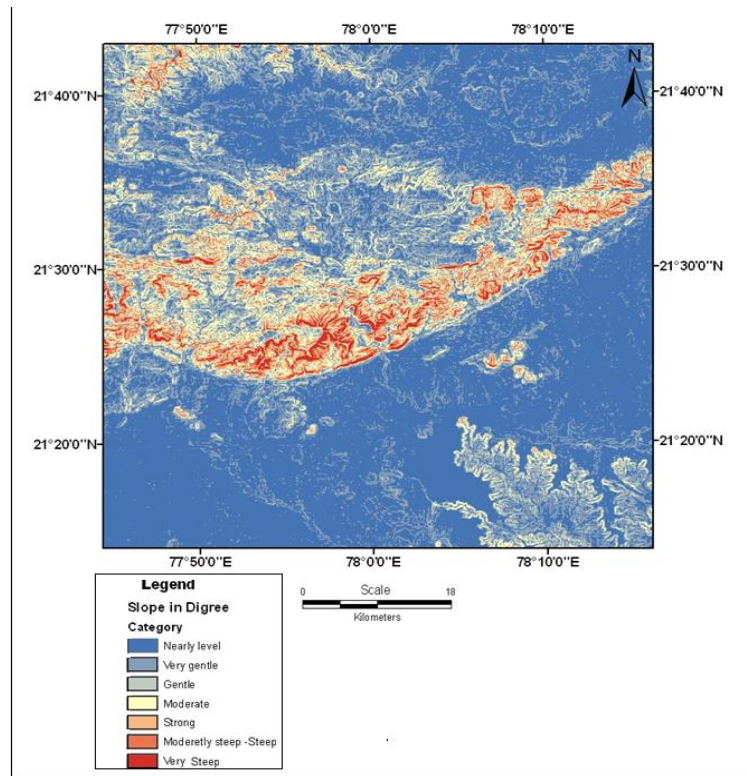 77°50'0"E 78°0'0"E 78°10'0"E
N
21°40'0"N 21°40'0"N
21°30'0"N 21°30'0"N
21°20'0"N 21°20'0"N
77°50'0"E 78°0'0"E 78°10'0"E
Legend
Slope in Digree
Category
Nearly level
Very gentle
Gentle
Moderate
Strong
Moderetly steep -Steep
Very Steep
0 Scale 18
Kilometers